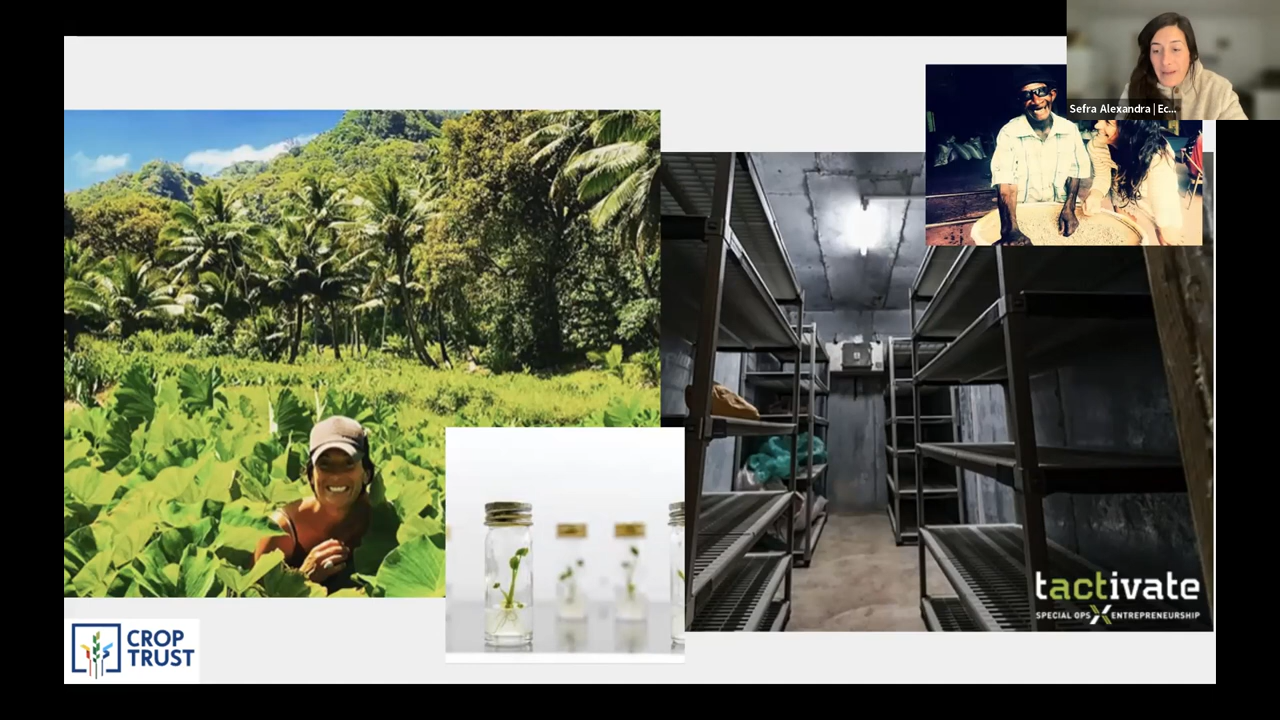 Sefra Alexandra | Ec...
tactivate
SPECIAL OPS X ENTREPRENEURSHIP
CROP
TRUST